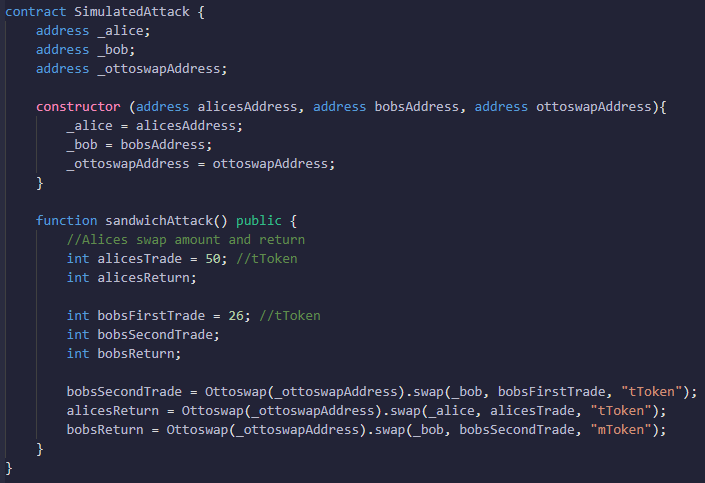 contract SimulatedAttack {
    address _alice;
    address _bob;
    address _ottoswapAddress;

    constructor (address alicesAddress, address bobsAddress, address ottoswapAddress){
        _alice = alicesAddress;
        _bob = bobsAddress;
        _ottoswapAddress = ottoswapAddress;
    }

    function sandwichAttack() public {
        //Alices swap amount and return
        int alicesTrade = 50; //tToken
        int alicesReturn;

        int bobsFirstTrade = 26; //tToken
        int bobsSecondTrade;
        int bobsReturn;

        bobsSecondTrade = Ottoswap(_ottoswapAddress).swap(_bob, bobsFirstTrade, "tToken");
        alicesReturn = Ottoswap(_ottoswapAddress).swap(_alice, alicesTrade, "tToken");
        bobsReturn = Ottoswap(_ottoswapAddress).swap(_bob, bobsSecondTrade, "mToken");
    }
}